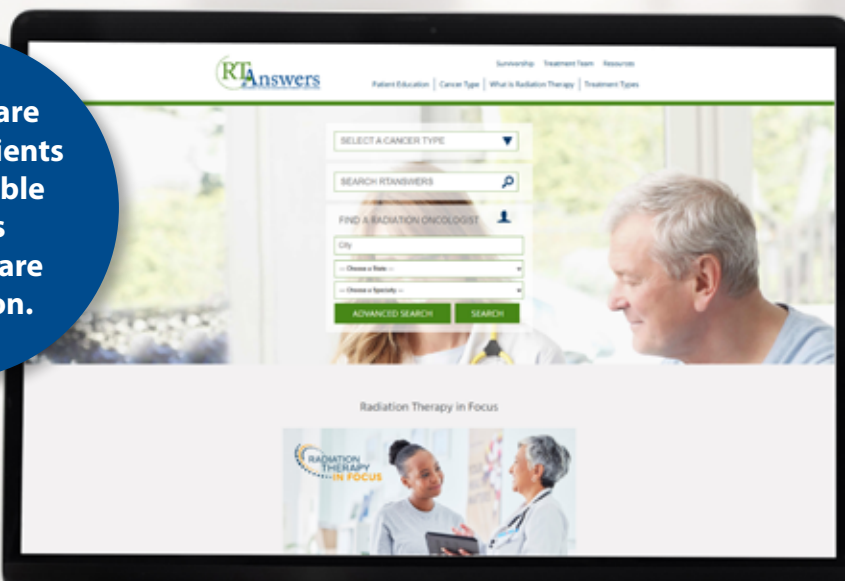 are
ients
ble
s
are
on.
RTAnswers
Survivorship Treatment Team Resources
Patient Education | Cancer Type | What is Radiation Therapy | Treatment Types
SELECT A CANCER TYPE
SEARCH RTANSWERS
FIND A RADIATION ONCOLOGIST
City
-- Choose a State --
-- Choose a Specialty --
ADVANCED SEARCH SEARCH
Radiation Therapy in Focus
RADIATION
THERAPY
IN FOCUS